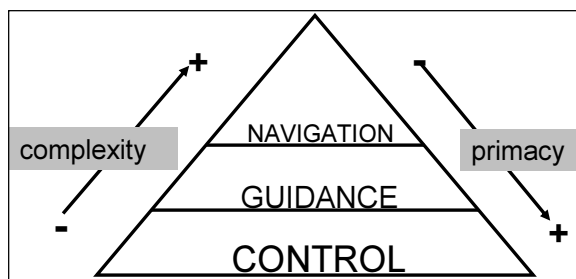 +
-
NAVIGATION
complexity
primacy
GUIDANCE
-
+
CONTROL